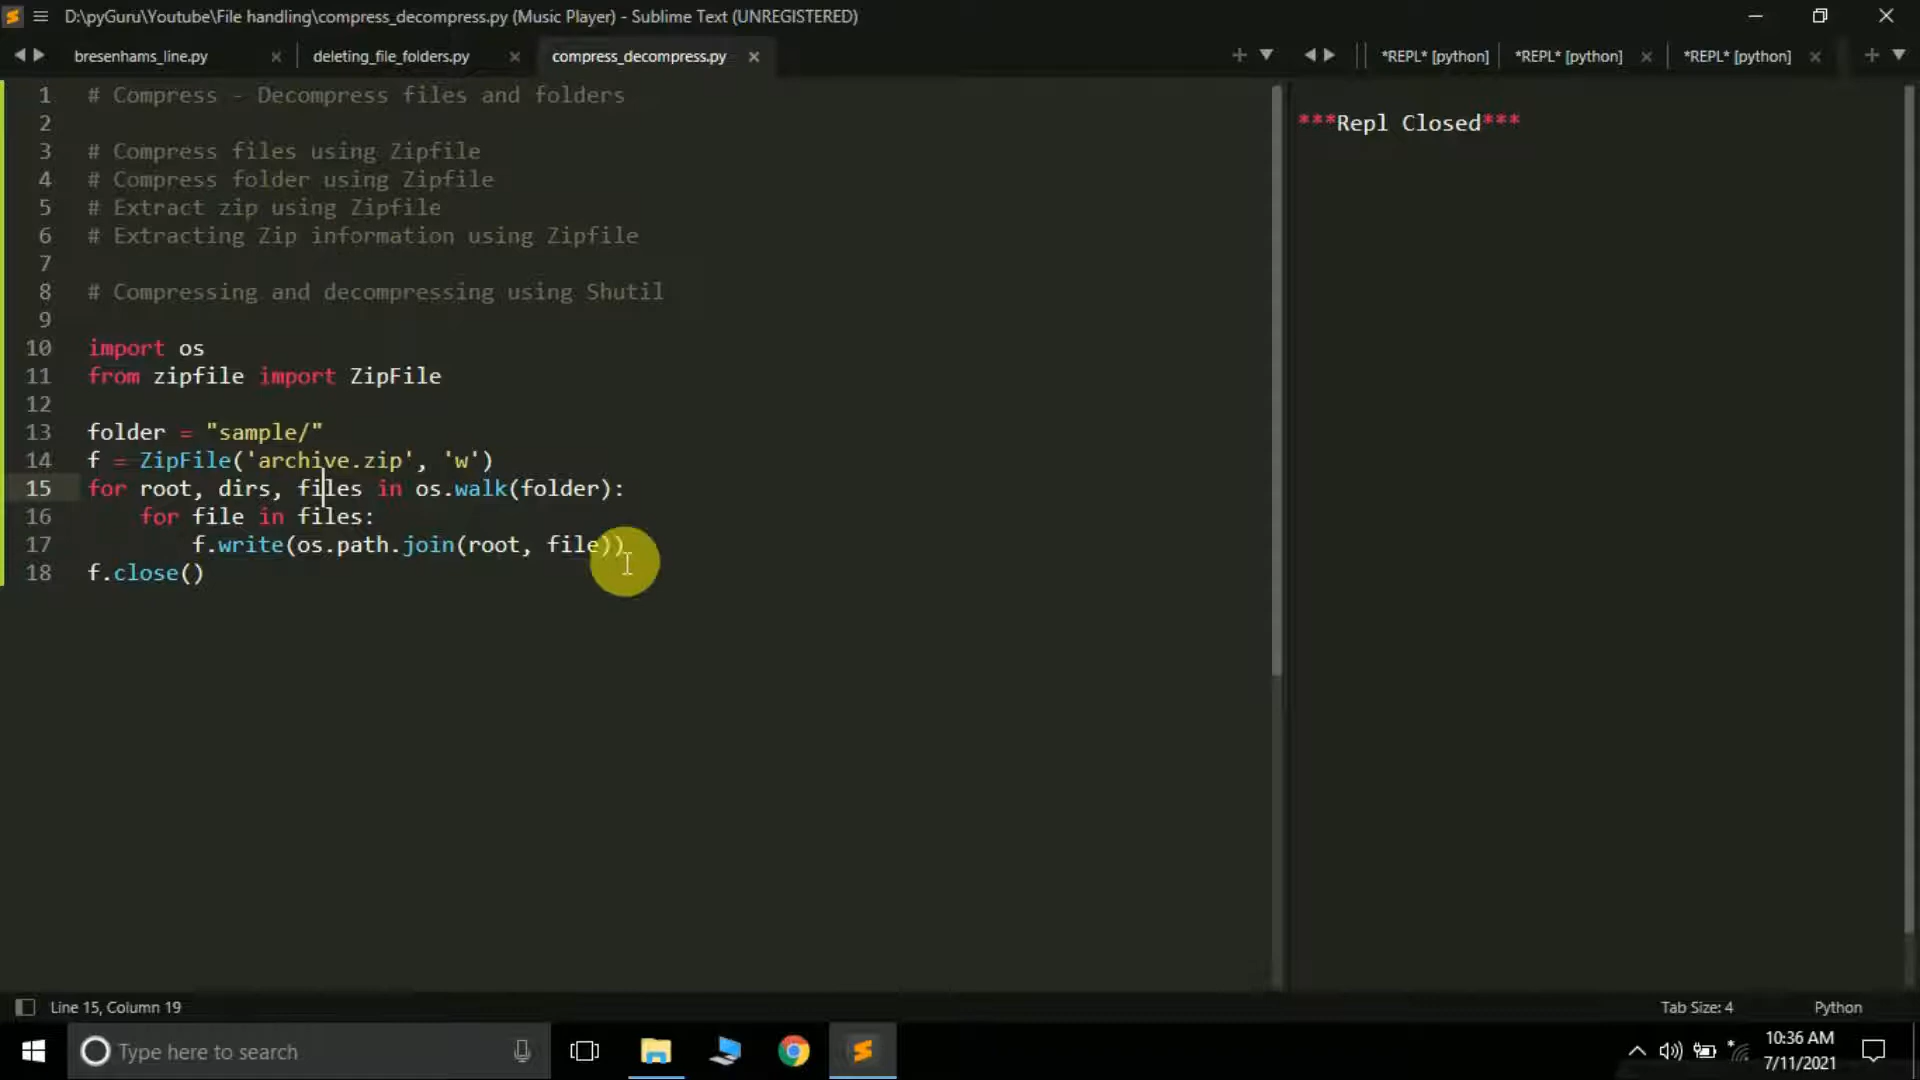 D:\pyGuru\Youtube\File handling\compress_decompress.py (Music Player) - Sublime Text (UNREGISTERED)
bresenhams_line.py
deleting_file_folders.py
compress_decompress.py
*REPL* [python]
*REPL* [python]
*REPL* [python]
1 # Compress - Decompress files and folders
2
3 # Compress files using Zipfile
4 # Compress folder using Zipfile
5 # Extract zip using Zipfile
6 # Extracting Zip information using Zipfile
7
8 # Compressing and decompressing using Shutil
9
10 import os
11 from zipfile import ZipFile
12
13 folder = "sample/"
14 f = ZipFile('archive.zip', 'w')
15 for root, dirs, files in os.walk(folder):
16     for file in files:
17         f.write(os.path.join(root, file))
18 f.close()
***Repl Closed***
Line 15, Column 19
Tab Size: 4
Python
Type here to search
10:36 AM
7/11/2021